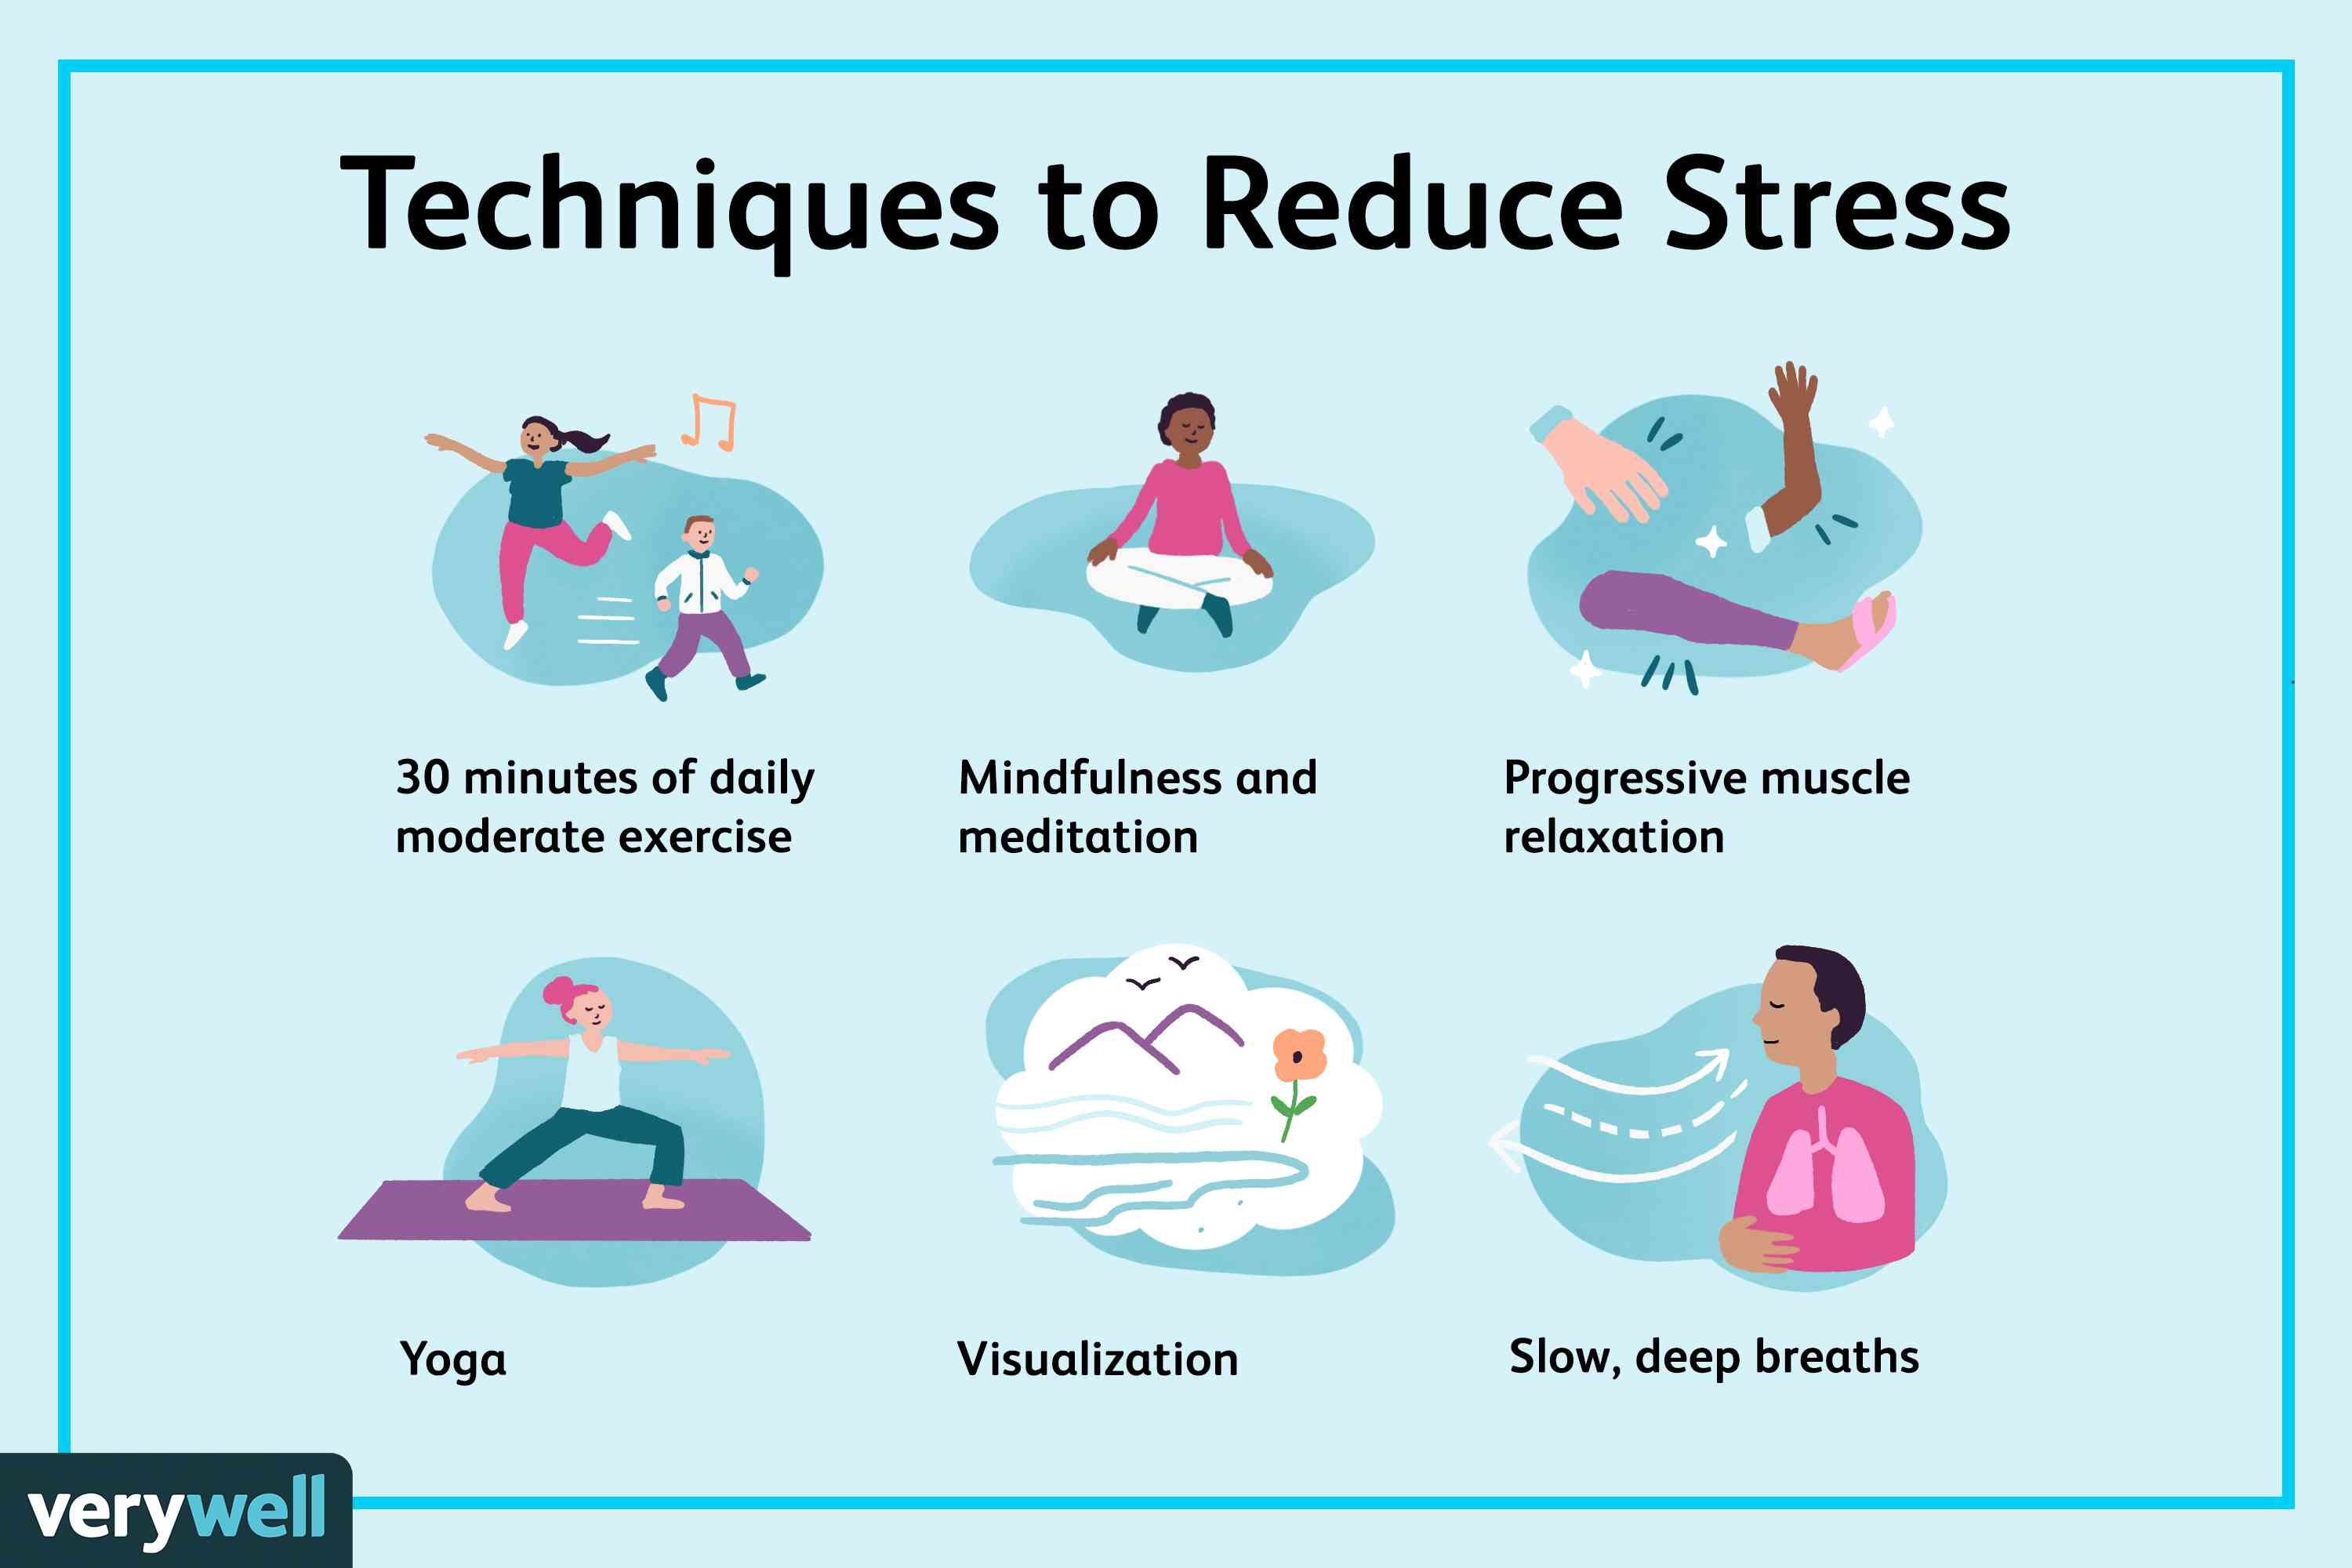 Techniques to Reduce Stress
30 minutes of daily
moderate exercise
Mindfulness and
meditation
Progressive muscle
relaxation
Yoga
Visualization
Slow, deep breaths
verywell